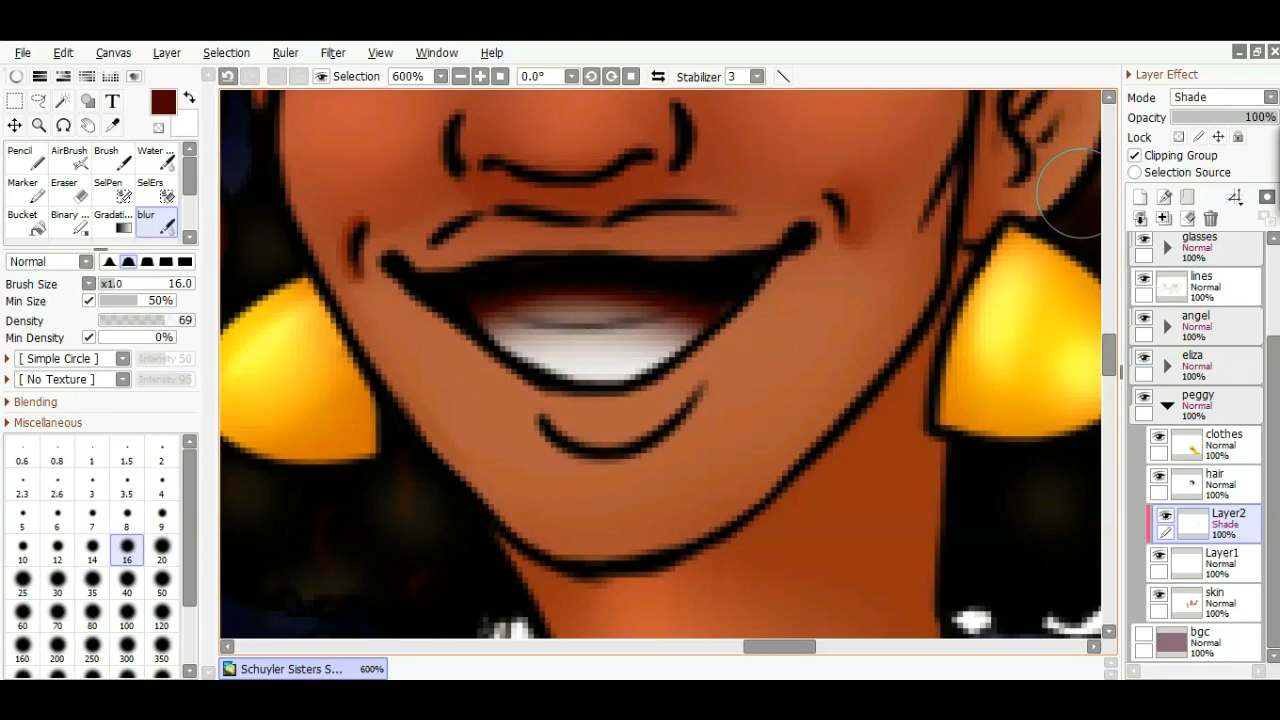 File Edit Canvas Layer Selection Ruler Filter View Window Help
Selection 600% 0.0° Stabilizer 3
T
Pencil AirBrush Brush Water ...
Marker Eraser SelPen SelErs
Bucket Binary ... Gradati... blur
Normal
Brush Size x1.0 16.0
Min Size 50%
Density 69
Min Density 0%
[ Simple Circle ] Intensity 50
[ No Texture ] Intensity 95
Blending
Miscellaneous
0.6 0.8 1 1.5 2
2.3 2.6 3 3.5 4
5 6 7 8 9
10 12 14 16 20
25 30 35 40 50
60 70 80 100 120
160 200 250 300 350
Schuyler Sisters S... 600%
Layer Effect
Mode Shade
Opacity 100%
Lock
Clipping Group
Selection Source
glasses
Normal
100%
lines
Normal
100%
angel
Normal
100%
eliza
Normal
100%
peggy
Normal
100%
clothes
Normal
100%
hair
Normal
100%
Layer2
Shade
100%
Layer1
Normal
100%
skin
Normal
100%
bgc
Normal
100%